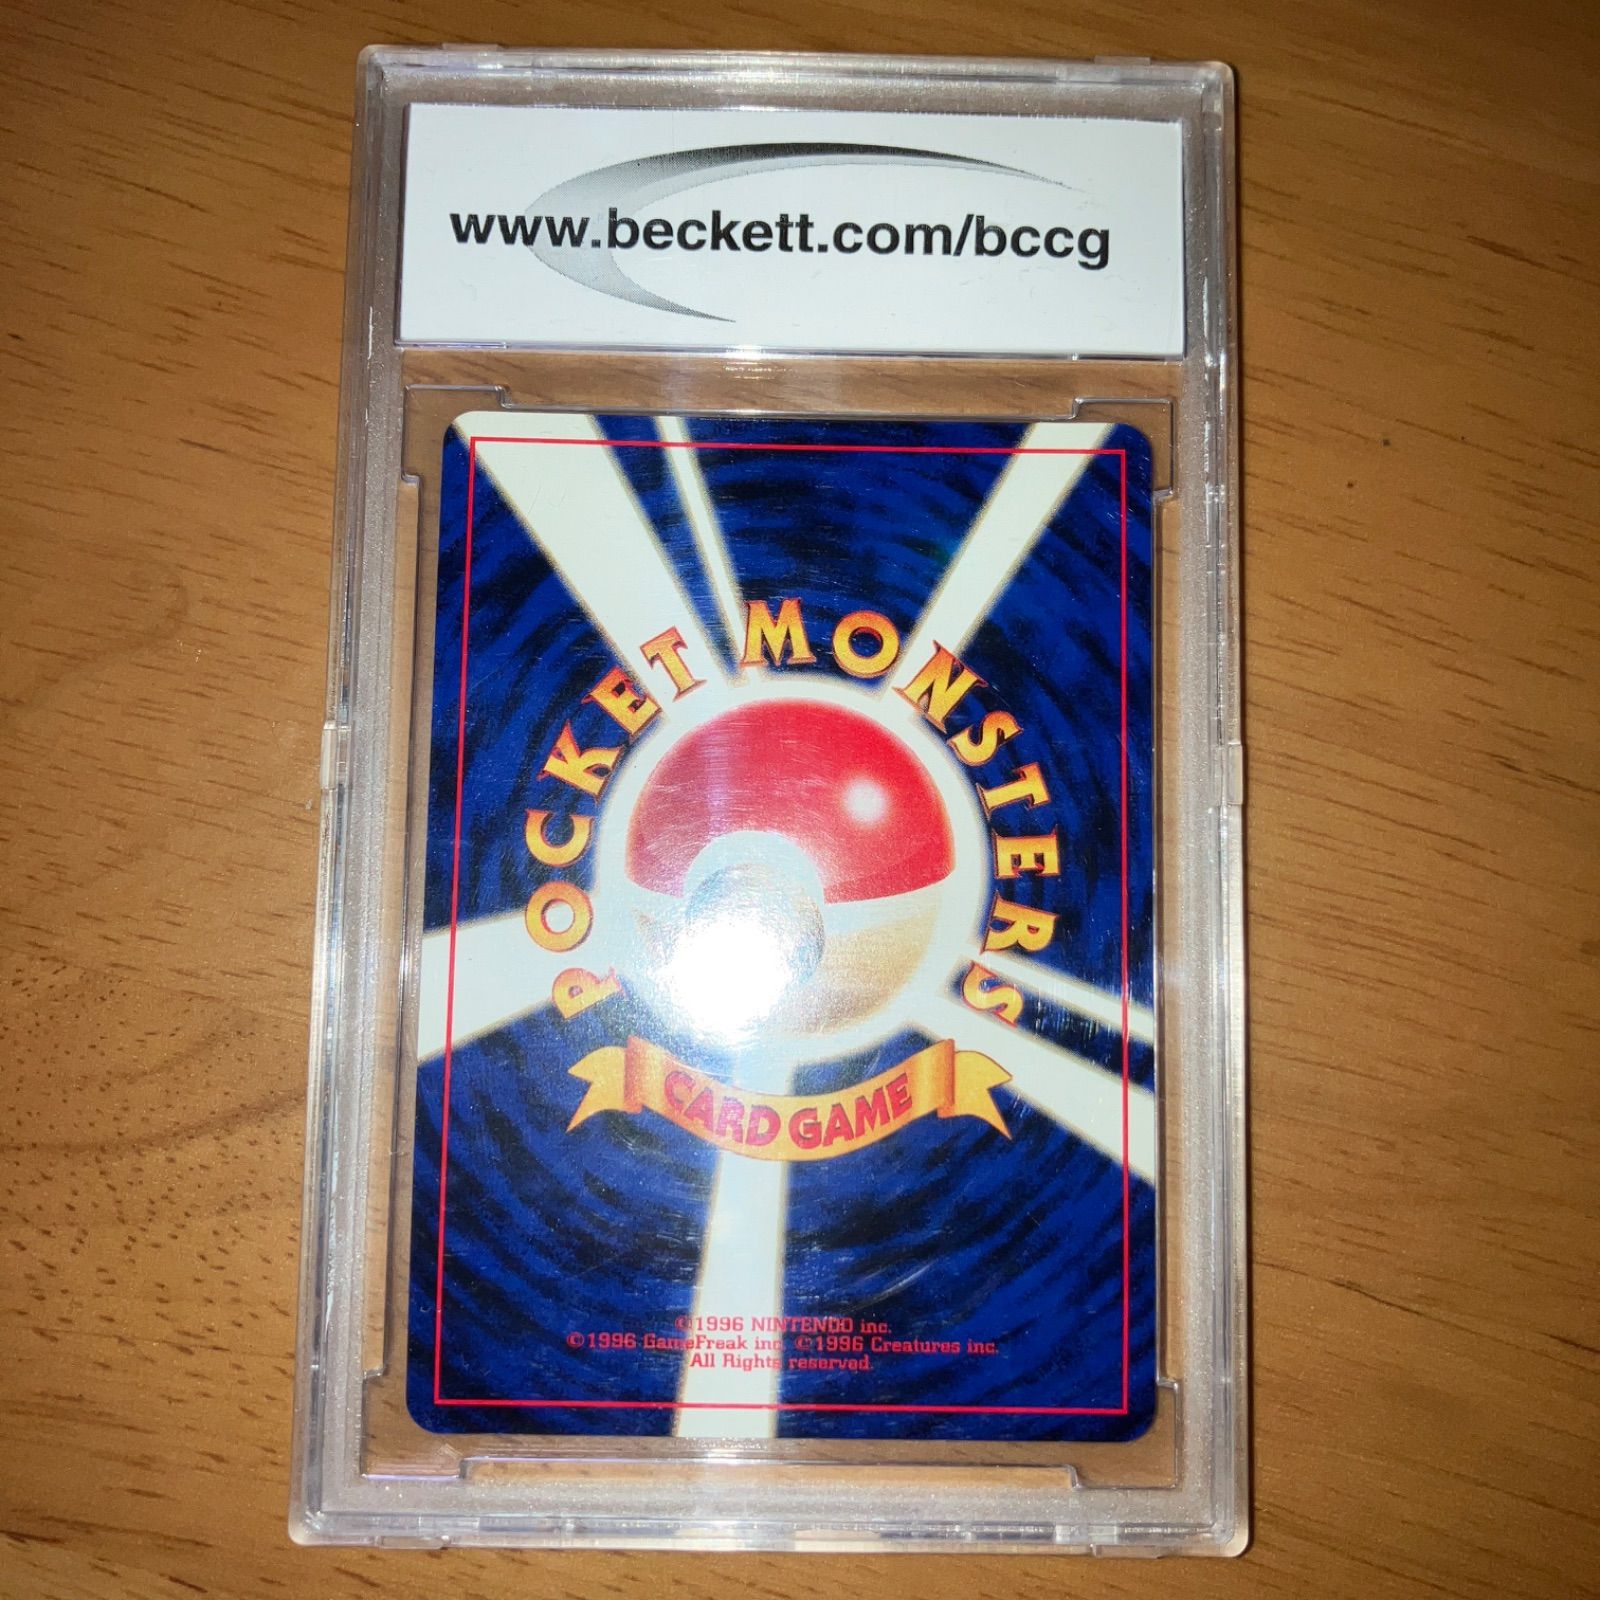 www.beckett.com/bccg
POCKET MONSTERS
CARD GAME
©1996 NINTENDO inc.
©1996 GameFreak inc. ©1996 Creatures inc.
All Rights reserved.